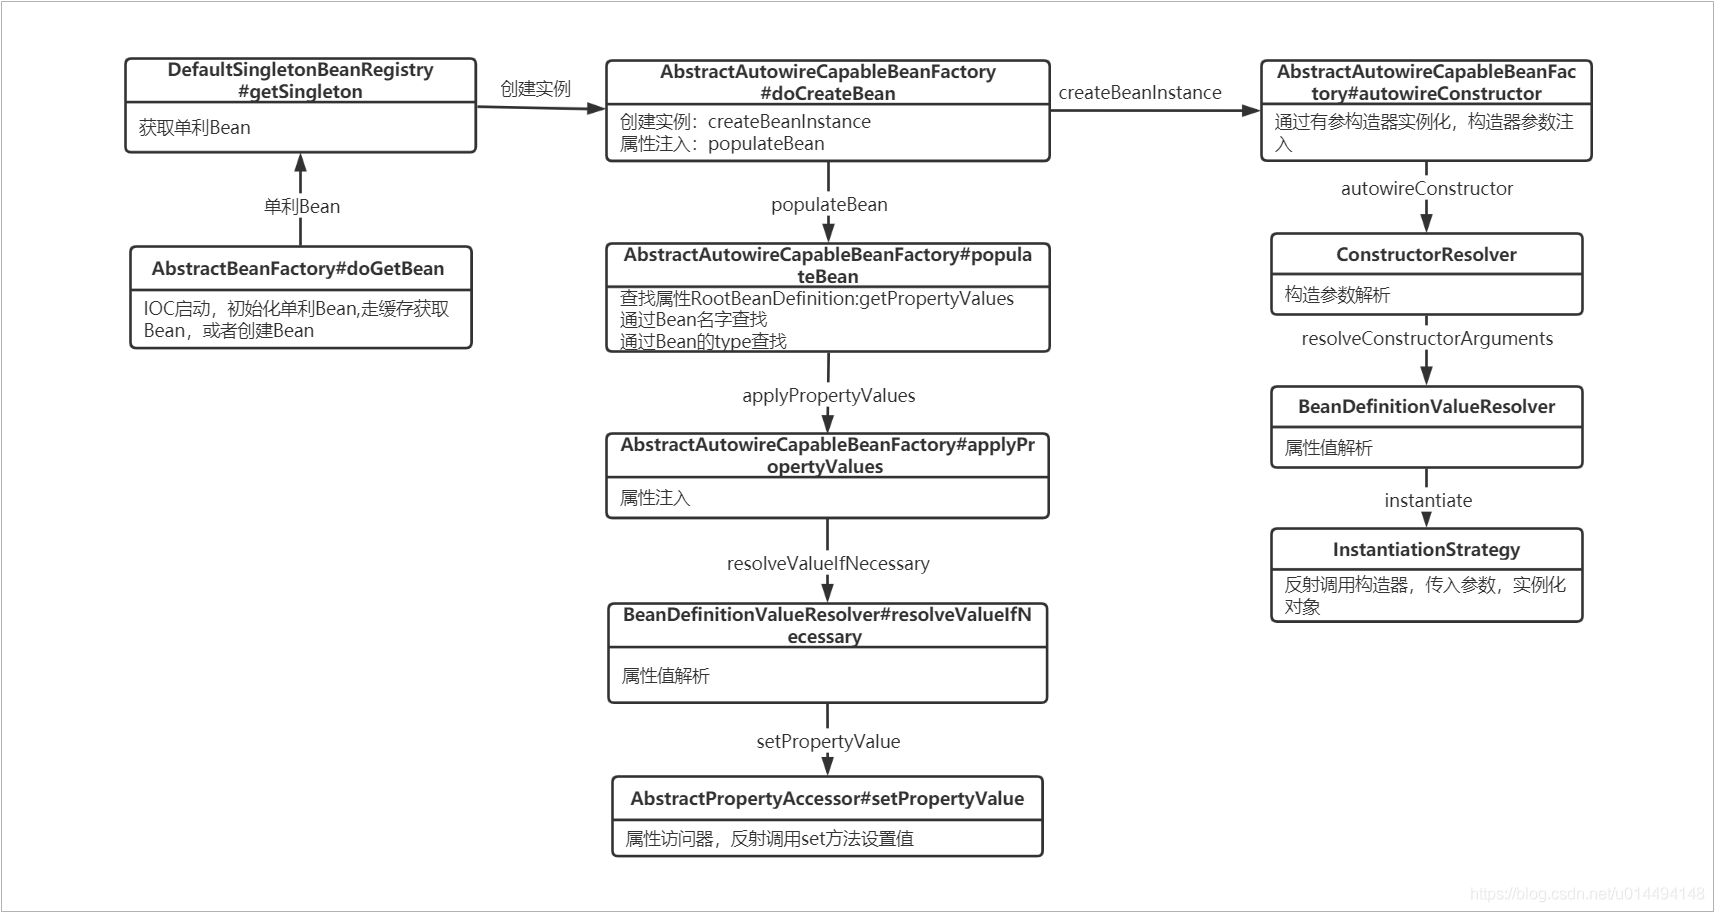 DefaultSingletonBeanRegistry
#getSingleton
获取单利Bean
创建实例
AbstractAutowireCapableBeanFactory
#doCreateBean
创建实例：createBeanInstance
属性注入：populateBean
createBeanInstance
AbstractAutowireCapableBeanFac
tory#autowireConstructor
通过有参构造器实例化，构造器参数注
入
单利Bean
AbstractBeanFactory#doGetBean
IOC启动，初始化单利Bean,走缓存获取
Bean，或者创建Bean
populateBean
AbstractAutowireCapableBeanFactory#popula
teBean
查找属性RootBeanDefinition:getPropertyValues
通过Bean名字查找
通过Bean的type查找
applyPropertyValues
AbstractAutowireCapableBeanFactory#applyPr
opertyValues
属性注入
resolveValueIfNecessary
BeanDefinitionValueResolver#resolveValueIfN
ecessary
属性值解析
setPropertyValue
AbstractPropertyAccessor#setPropertyValue
属性访问器，反射调用set方法设置值
autowireConstructor
ConstructorResolver
构造参数解析
resolveConstructorArguments
BeanDefinitionValueResolver
属性值解析
instantiate
InstantiationStrategy
反射调用构造器，传入参数，实例化
对象
https://blog.csdn.net/u014494148